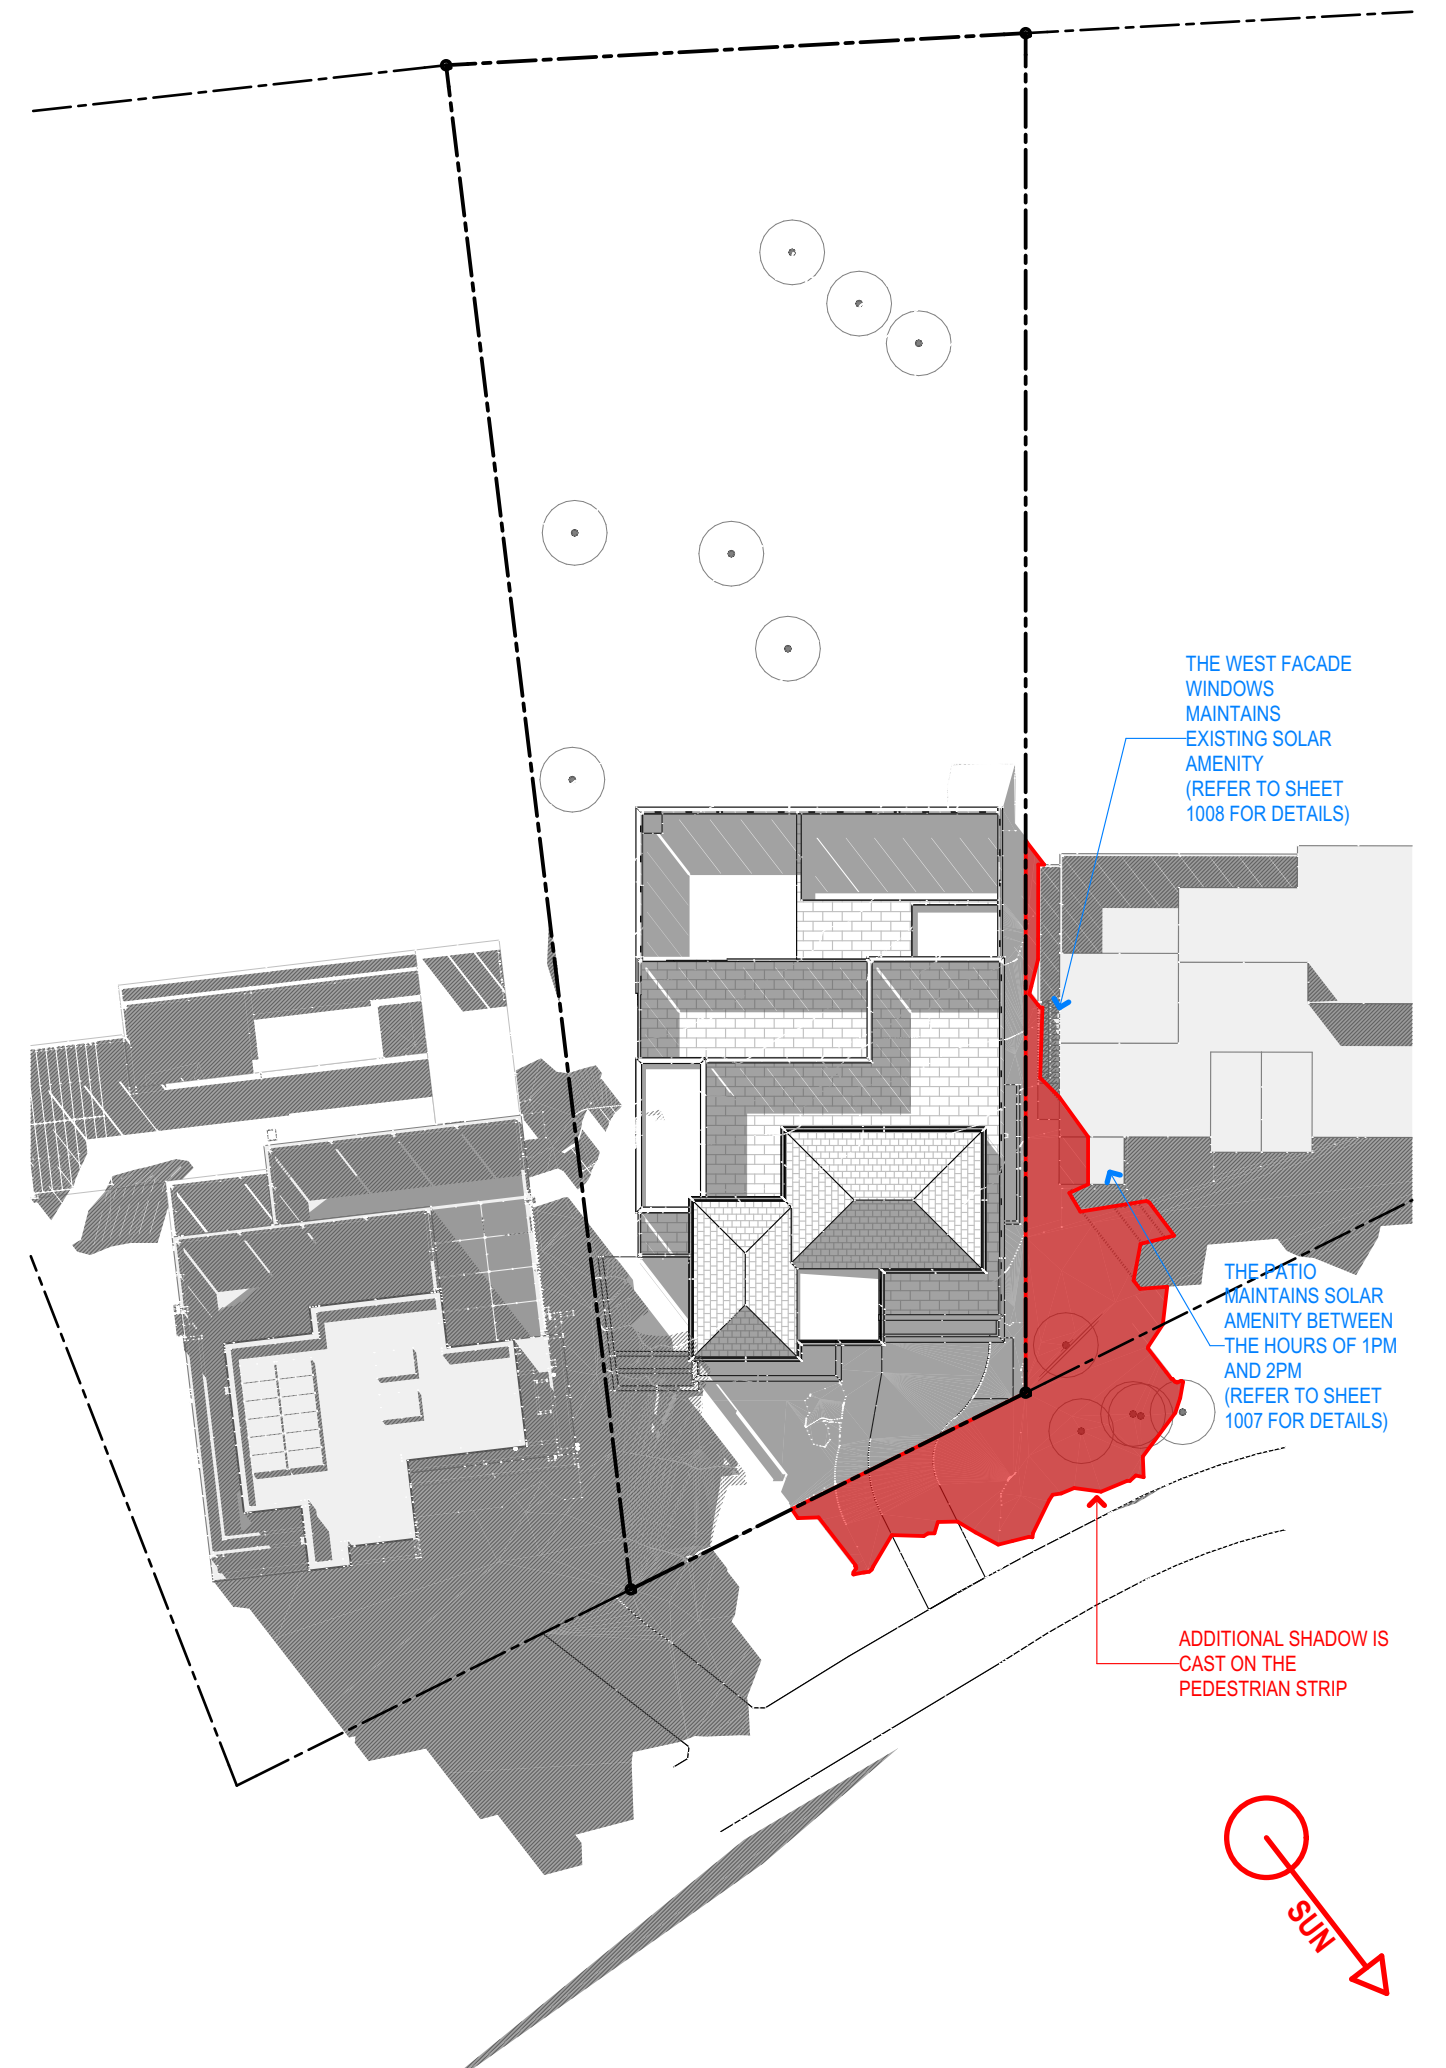 THE WEST FACADE
WINDOWS
MAINTAINS
EXISTING SOLAR
AMENITY
(REFER TO SHEET
1008 FOR DETAILS)
THE PATIO
MAINTAINS SOLAR
AMENITY BETWEEN
THE HOURS OF 1PM
AND 2PM
(REFER TO SHEET
1007 FOR DETAILS)
ADDITIONAL SHADOW IS
CAST ON THE
PEDESTRIAN STRIP
SUN